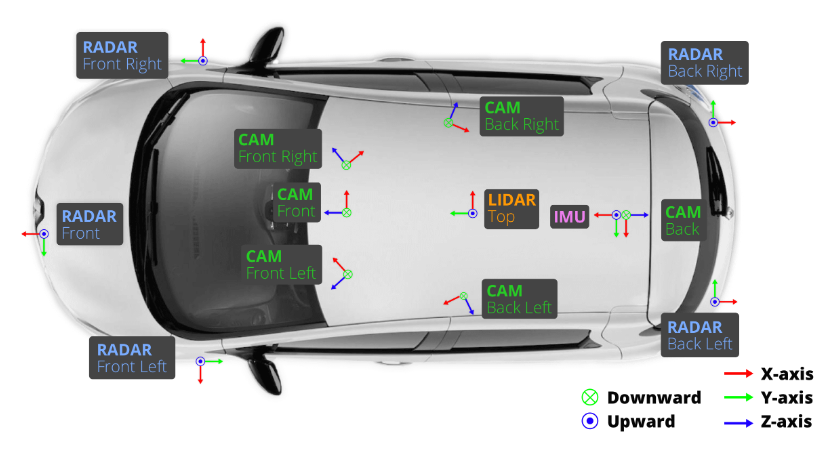 RADAR
Front Right
RADAR
Back Right
CAM
Back Right
CAM
Front Right
CAM
Front
LIDAR
Top
IMU
CAM
Back
RADAR
Front
CAM
Front Left
CAM
Back Left
RADAR
Front Left
RADAR
Back Left
X-axis
Downward
Y-axis
Upward
Z-axis